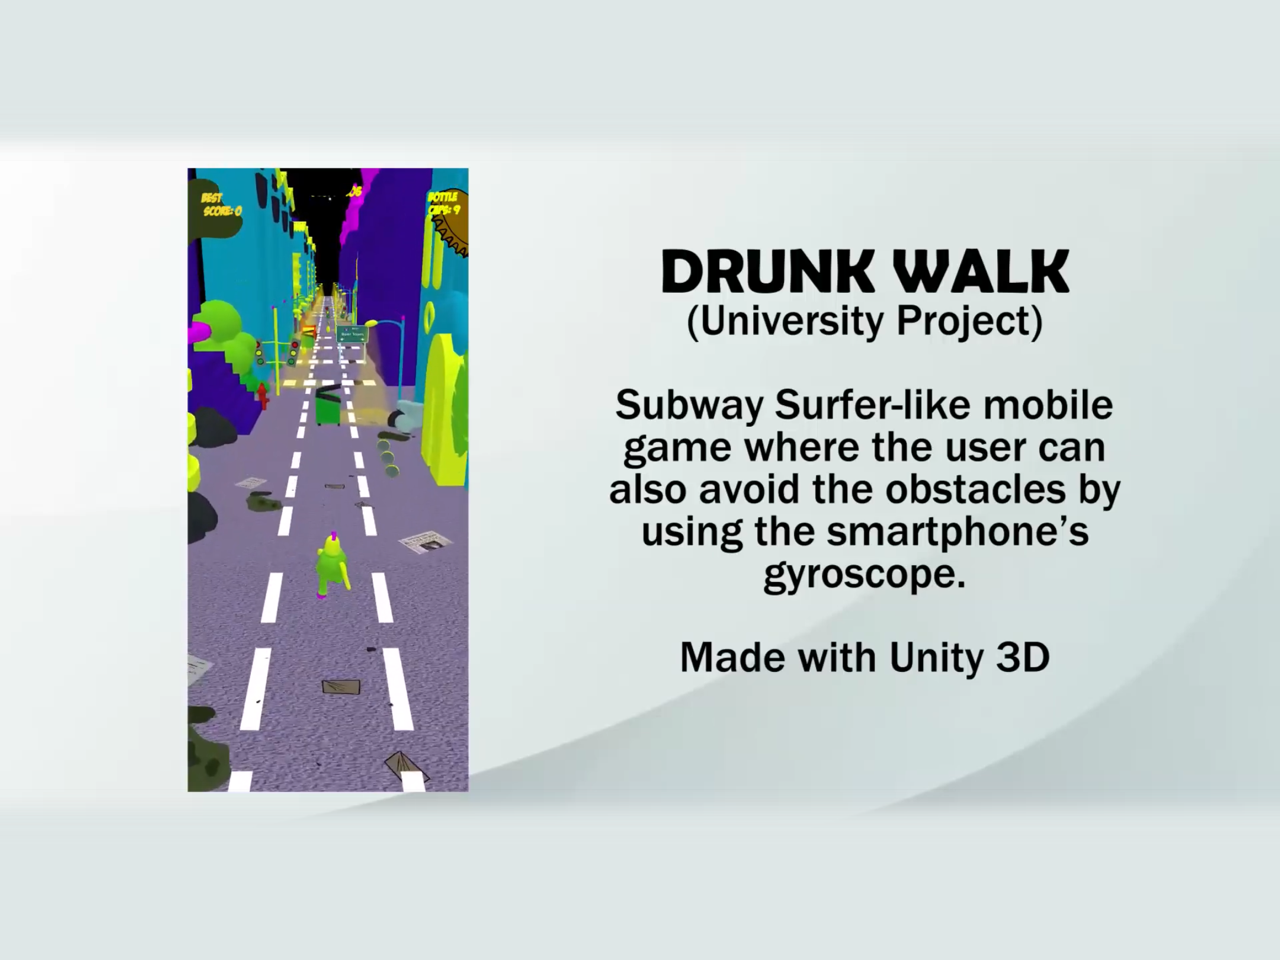 BEST
SCORE: 0
BOTTLE
CAPS: 9
DRUNK WALK
(University Project)
Subway Surfer-like mobile
game where the user can
also avoid the obstacles by
using the smartphone’s
gyroscope.
Made with Unity 3D